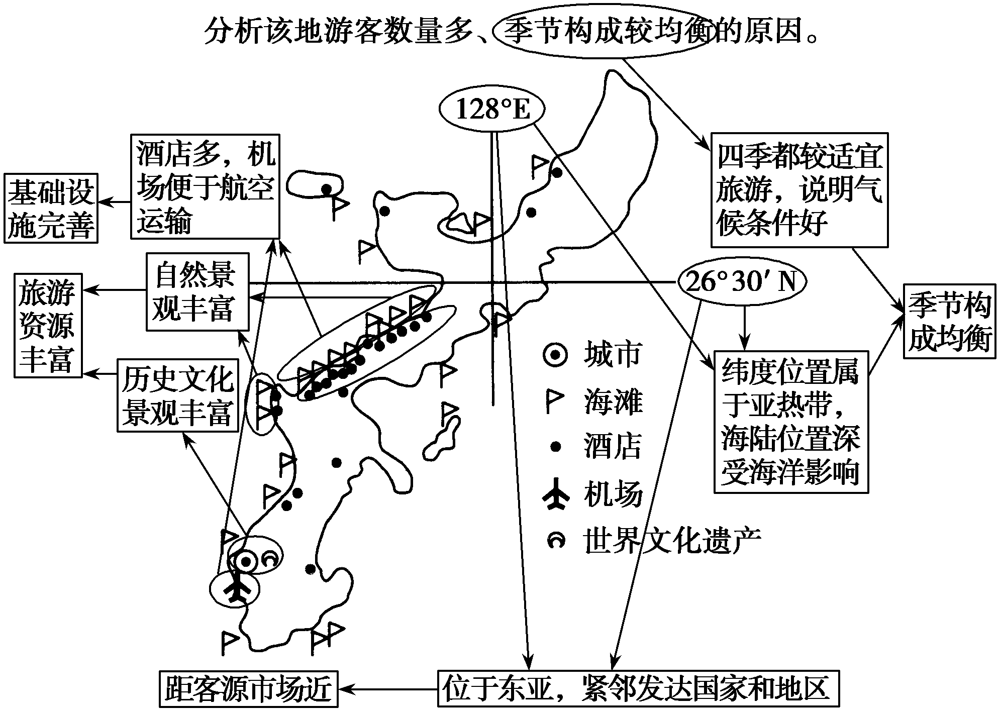 分析该地游客数量多、季节构成较均衡的原因。
128°E
酒店多，机
场便于航空
运输
基础设
施完善
四季都较适宜
旅游，说明气
候条件好
自然景
观丰富
旅游
资源
丰富
26°30′N
季节构
成均衡
历史文化
景观丰富
纬度位置属
于亚热带，
海陆位置深
受海洋影响
城市
海滩
酒店
机场
世界文化遗产
距客源市场近
位于东亚，紧邻发达国家和地区